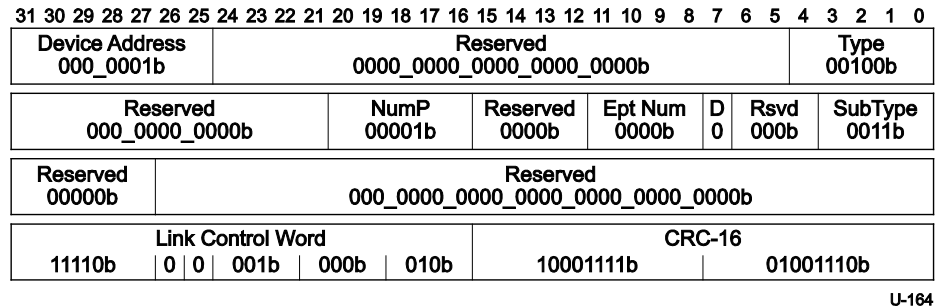 31 30 29 28 27 26 25 24 23 22 21 20 19 18 17 16 15 14 13 12 11 10 9 8 7 6 5 4 3 2 1 0
Device Address Reserved Type
000_0001b 0000_0000_0000_0000_0000b 00100b
Reserved NumP Reserved Ept Num D Rsvd SubType
000_0000_0000b 00001b 0000b 0000b 0 000b 0011b
Reserved Reserved
00000b 000_0000_0000_0000_0000_0000_0000b
Link Control Word CRC-16
11110b 0 0 001b 000b 010b 10001111b 01001110b
U-164